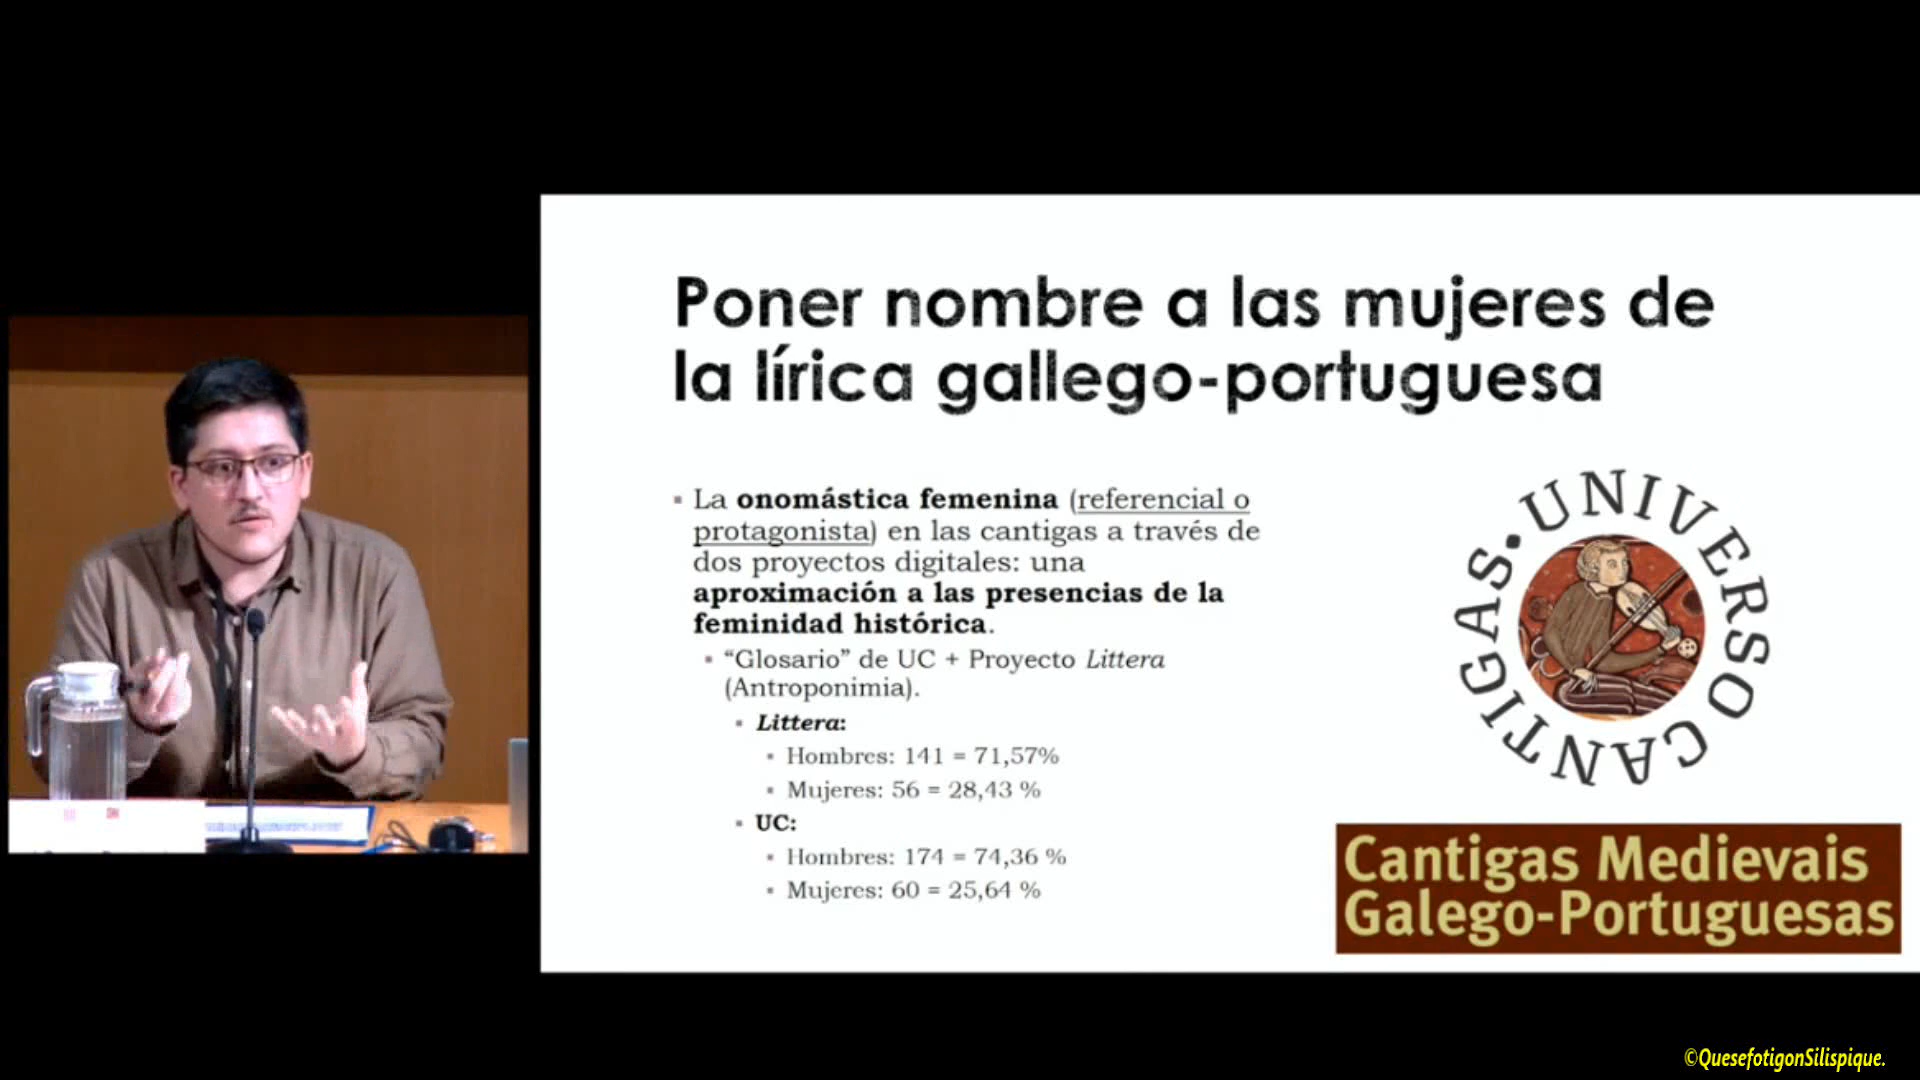 Poner nombre a las mujeres de
la lírica gallego-portuguesa
▪ La onomástica femenina (referencial o
protagonista) en las cantigas a través de
dos proyectos digitales: una
aproximación a las presencias de la
feminidad histórica.
▪ “Glosario” de UC + Proyecto Littera
(Antroponimia).
▪ Littera:
▪ Hombres: 141 = 71,57%
▪ Mujeres: 56 = 28,43 %
▪ UC:
▪ Hombres: 174 = 74,36 %
▪ Mujeres: 60 = 25,64 %
UNIVERSO CANTIGAS
Cantigas Medievais
Galego-Portuguesas
©QuesefotigonSilispique.